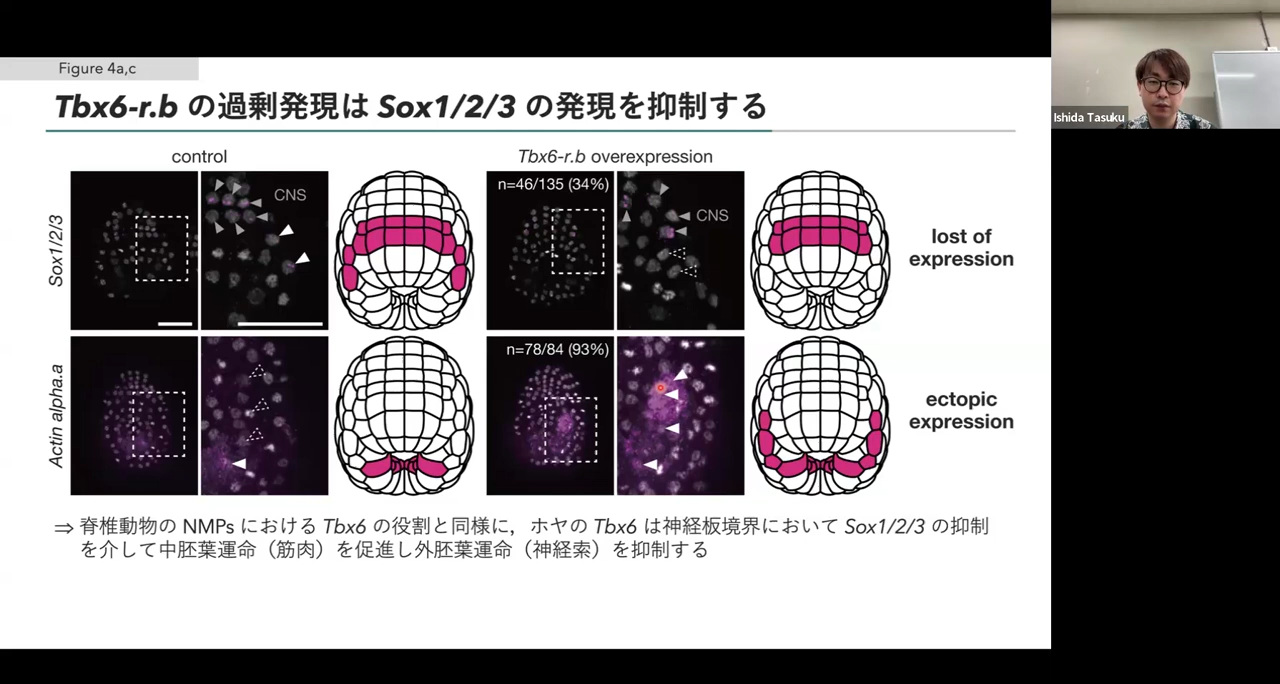 Figure 4a,c
Tbx6-r.b の過剰発現は Sox1/2/3 の発現を抑制する
Ishida Tasuku
control
Tbx6-r.b overexpression
Sox1/2/3
CNS
n=46/135 (34%)
CNS
lost of
expression
Actin alpha.a
n=78/84 (93%)
ectopic
expression
⇒ 脊椎動物の NMPs における Tbx6 の役割と同様に，ホヤの Tbx6 は神経板境界において Sox1/2/3 の抑制
を介して中胚葉運命（筋肉）を促進し外胚葉運命（神経索）を抑制する